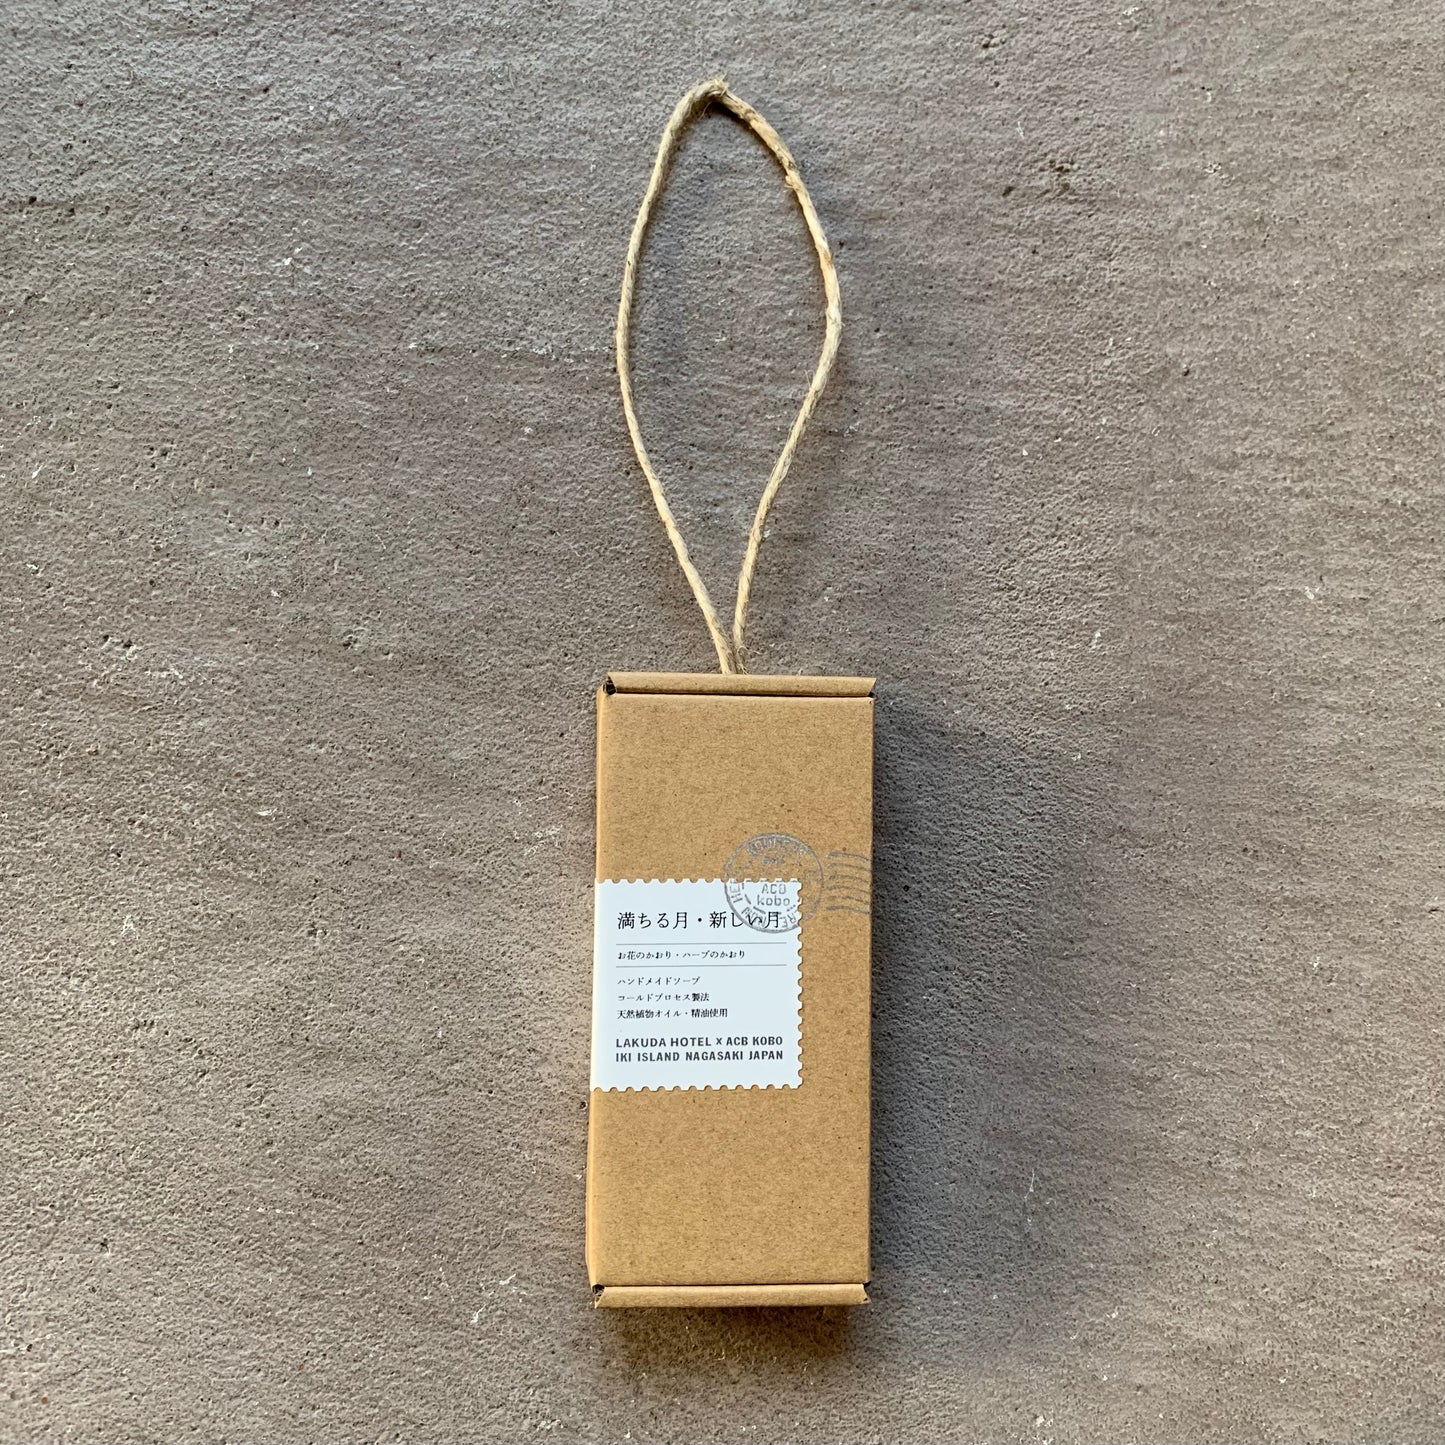 ACB
kobo
満ちる月・新しい月
お花のかおり・ハーブのかおり
ハンドメイドソープ
コールドプロセス製法
天然植物オイル・精油使用
LAKUDA HOTEL × ACB KOBO
IKI ISLAND NAGASAKI JAPAN